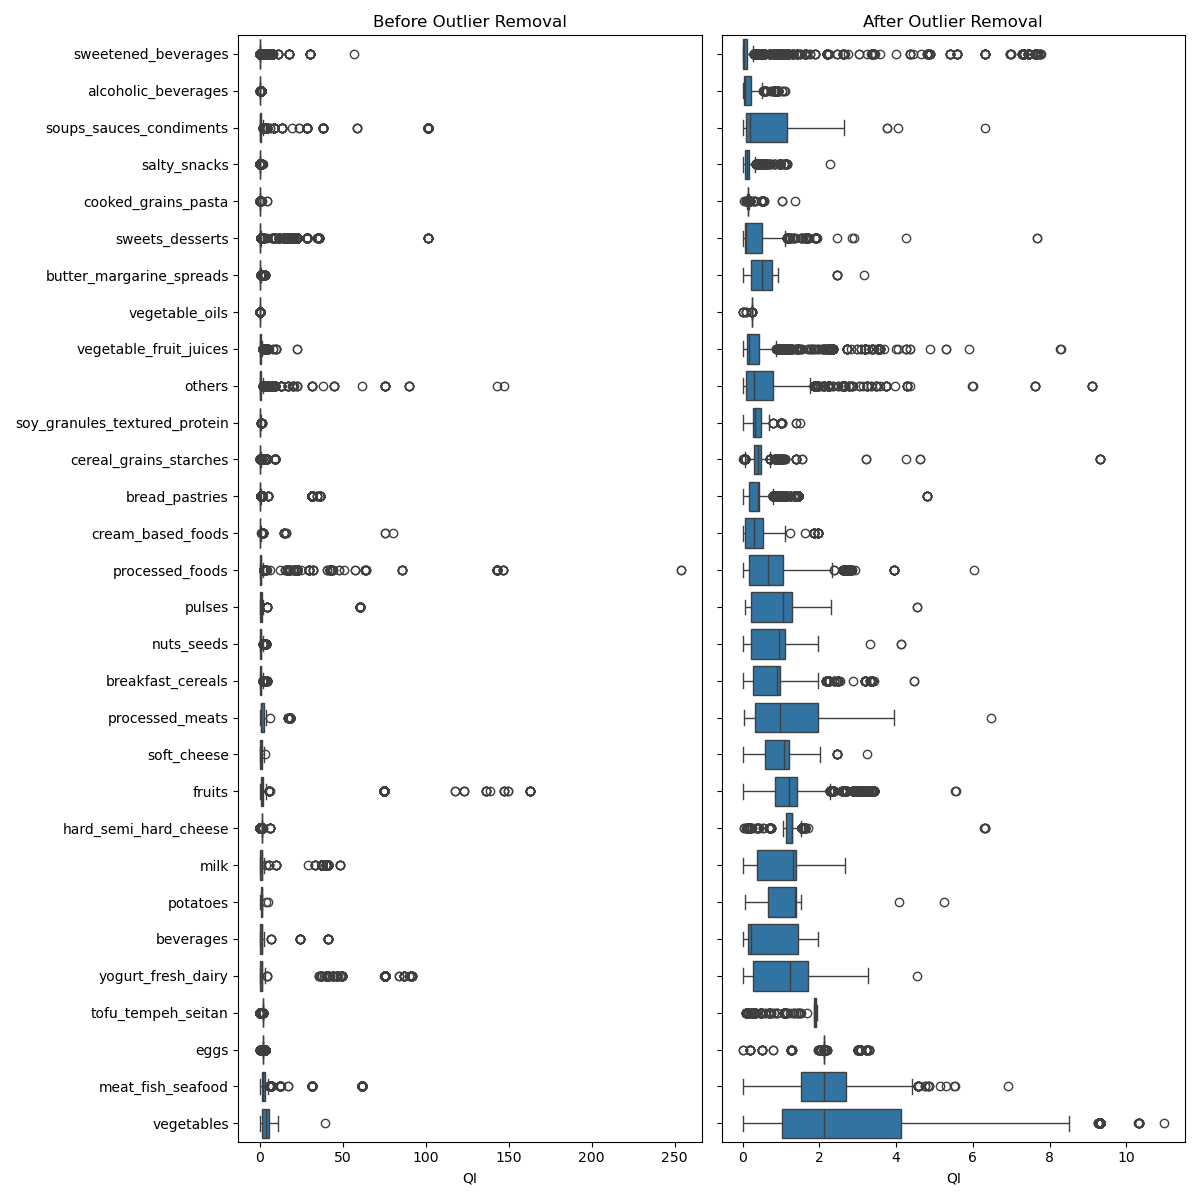 Before Outlier Removal
After Outlier Removal
sweetened_beverages
alcoholic_beverages
soups_sauces_condiments
salty_snacks
cooked_grains_pasta
sweets_desserts
butter_margarine_spreads
vegetable_oils
vegetable_fruit_juices
others
soy_granules_textured_protein
cereal_grains_starches
bread_pastries
cream_based_foods
processed_foods
pulses
nuts_seeds
breakfast_cereals
processed_meats
soft_cheese
fruits
hard_semi_hard_cheese
milk
potatoes
beverages
yogurt_fresh_dairy
tofu_tempeh_seitan
eggs
meat_fish_seafood
vegetables
0 50 100 150 200 250
0 2 4 6 8 10
QI
QI